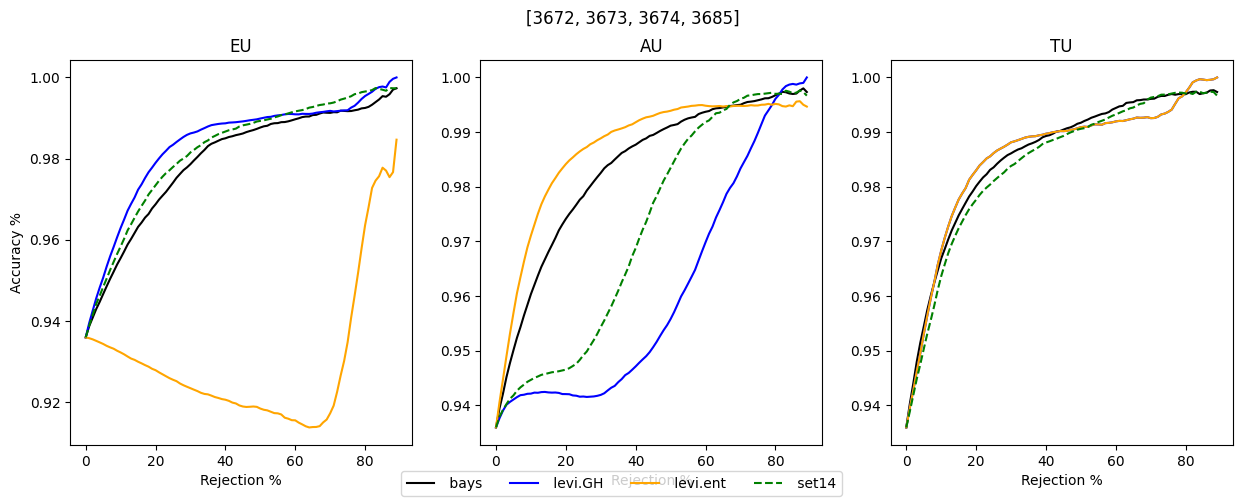 [3672, 3673, 3674, 3685]
EU
AU
TU
Accuracy %
1.00
0.98
0.96
0.94
0.92
1.00
0.99
0.98
0.97
0.96
0.95
0.94
1.00
0.99
0.98
0.97
0.96
0.95
0.94
0 20 40 60 80
0 20 40 60 80
0 20 40 60 80
Rejection %
Rejection %
Rejection %
bays levi.GH levi.ent set14